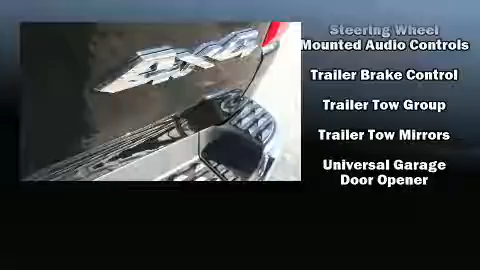 4x4
Steering Wheel
Mounted Audio Controls
Trailer Brake Control
Trailer Tow Group
Trailer Tow Mirrors
Universal Garage
Door Opener